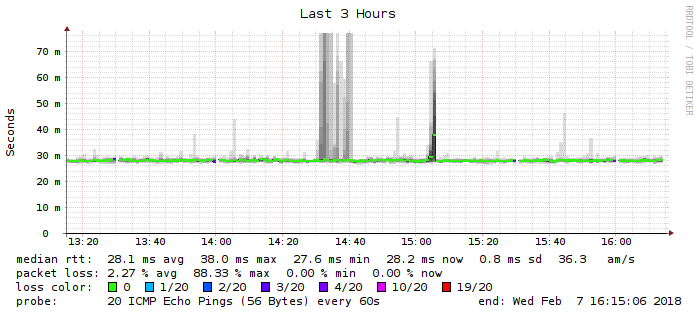 Last 3 Hours
RRDTOOL / TOBI OETIKER
Seconds
70 m
60 m
50 m
40 m
30 m
20 m
10 m
0
13:20 13:40 14:00 14:20 14:40 15:00 15:20 15:40 16:00
median rtt: 28.1 ms avg 38.0 ms max 27.6 ms min 28.2 ms now 0.8 ms sd 36.3 am/s
packet loss: 2.27 % avg 88.33 % max 0.00 % min 0.00 % now
loss color: 0 1/20 2/20 3/20 4/20 10/20 19/20
probe: 20 ICMP Echo Pings (56 Bytes) every 60s end: Wed Feb 7 16:15:06 2018